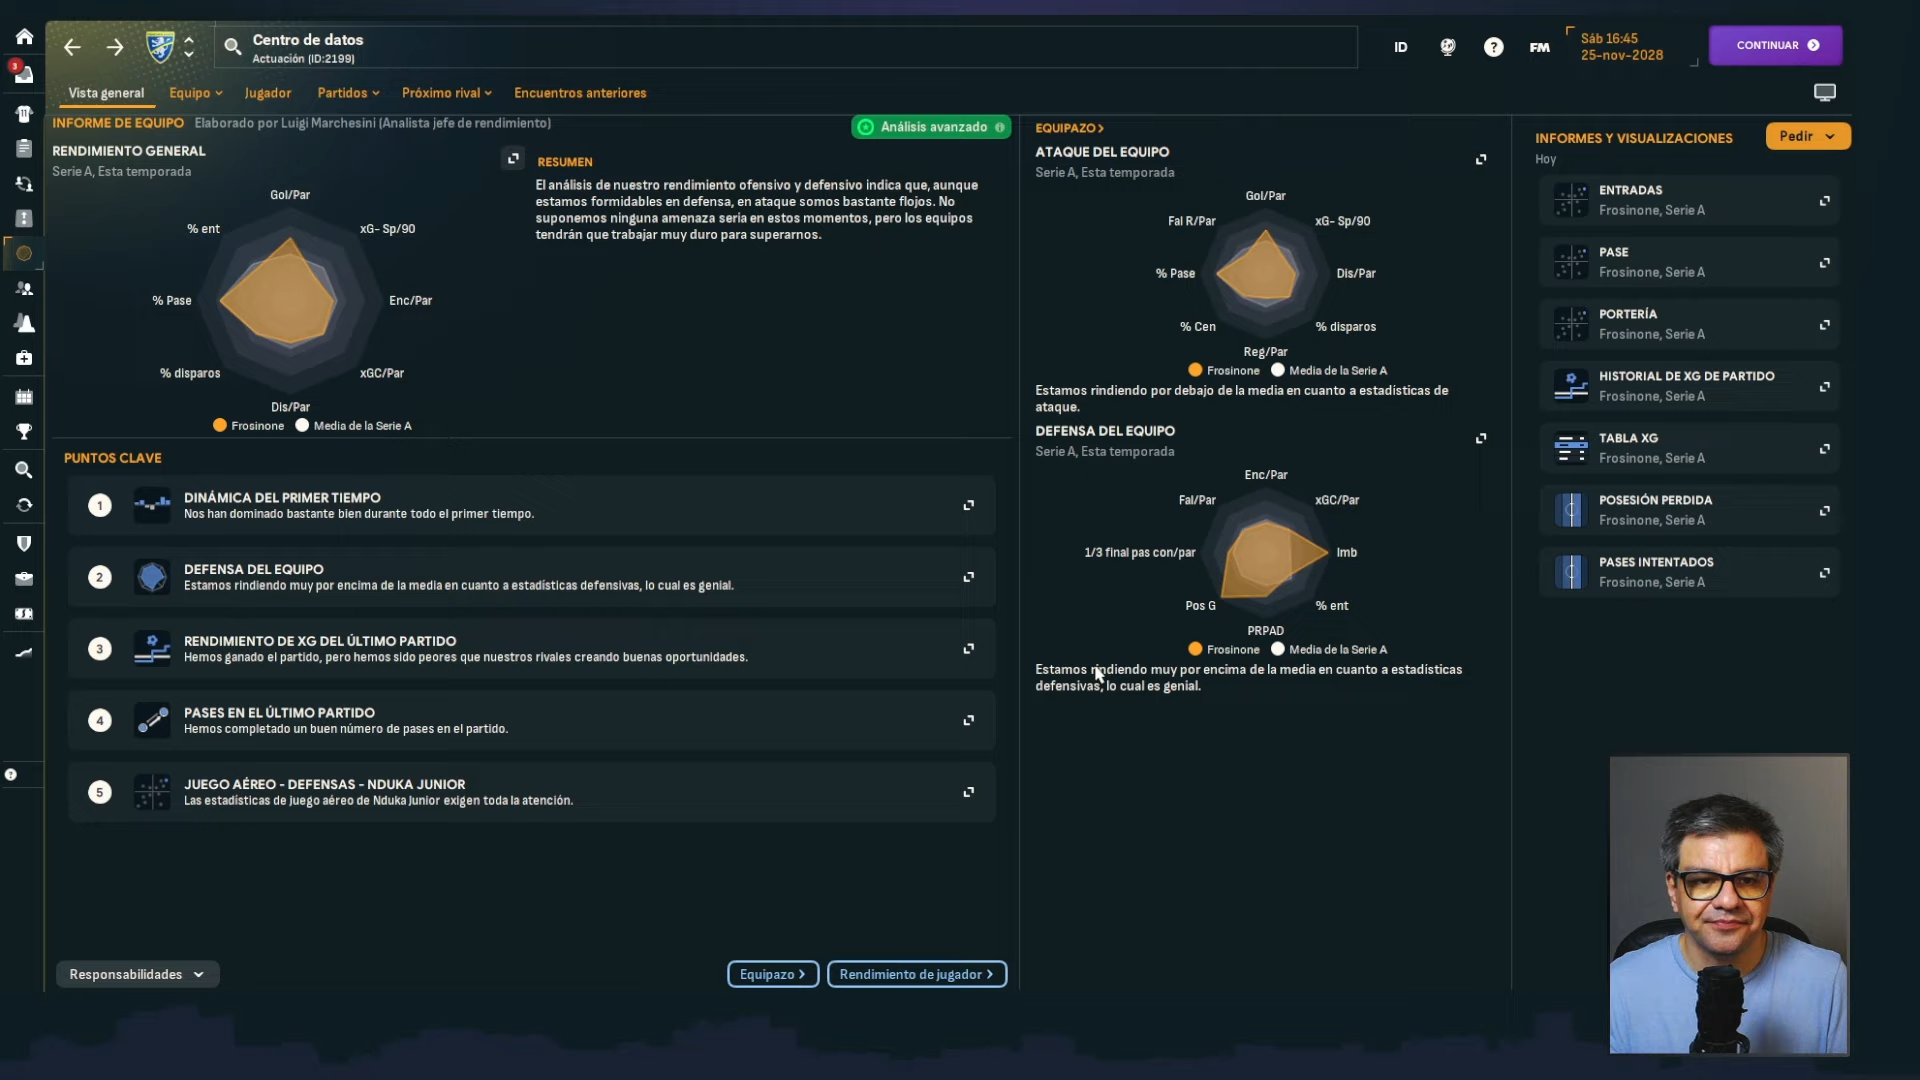 Centro de datos
Actuación (ID:2199)
ID
FM
Sáb 16:45
25-nov-2028
CONTINUAR
3
Vista general
Equipo
Jugador
Partidos
Próximo rival
Encuentros anteriores
INFORME DE EQUIPO Elaborado por Luigi Marchesini (Analista jefe de rendimiento)
Análisis avanzado
RENDIMIENTO GENERAL
Serie A, Esta temporada
Gol/Par
% ent
xG- Sp/90
% Pase
Enc/Par
% disparos
xGC/Par
Dis/Par
Frosinone
Media de la Serie A
RESUMEN
El análisis de nuestro rendimiento ofensivo y defensivo indica que, aunque
estamos formidables en defensa, en ataque somos bastante flojos. No
suponemos ninguna amenaza seria en estos momentos, pero los equipos
tendrán que trabajar muy duro para superarnos.
PUNTOS CLAVE
1
DINÁMICA DEL PRIMER TIEMPO
Nos han dominado bastante bien durante todo el primer tiempo.
2
DEFENSA DEL EQUIPO
Estamos rindiendo muy por encima de la media en cuanto a estadísticas defensivas, lo cual es genial.
3
RENDIMIENTO DE XG DEL ÚLTIMO PARTIDO
Hemos ganado el partido, pero hemos sido peores que nuestros rivales creando buenas oportunidades.
4
PASES EN EL ÚLTIMO PARTIDO
Hemos completado un buen número de pases en el partido.
5
JUEGO AÉREO - DEFENSAS - NDUKA JUNIOR
Las estadísticas de juego aéreo de Nduka Junior exigen toda la atención.
Responsabilidades
Equipazo
Rendimiento de jugador
EQUIPAZO
ATAQUE DEL EQUIPO
Serie A, Esta temporada
Gol/Par
Fal R/Par
xG- Sp/90
% Pase
Dis/Par
% Cen
% disparos
Reg/Par
Frosinone
Media de la Serie A
Estamos rindiendo por debajo de la media en cuanto a estadísticas de
ataque.
DEFENSA DEL EQUIPO
Serie A, Esta temporada
Enc/Par
Fal/Par
xGC/Par
1/3 final pas con/par
Imb
Pos G
% ent
PRPAD
Frosinone
Media de la Serie A
Estamos rindiendo muy por encima de la media en cuanto a estadísticas
defensivas, lo cual es genial.
INFORMES Y VISUALIZACIONES
Pedir
Hoy
ENTRADAS
Frosinone, Serie A
PASE
Frosinone, Serie A
PORTERÍA
Frosinone, Serie A
HISTORIAL DE XG DE PARTIDO
Frosinone, Serie A
TABLA XG
Frosinone, Serie A
POSESIÓN PERDIDA
Frosinone, Serie A
PASES INTENTADOS
Frosinone, Serie A